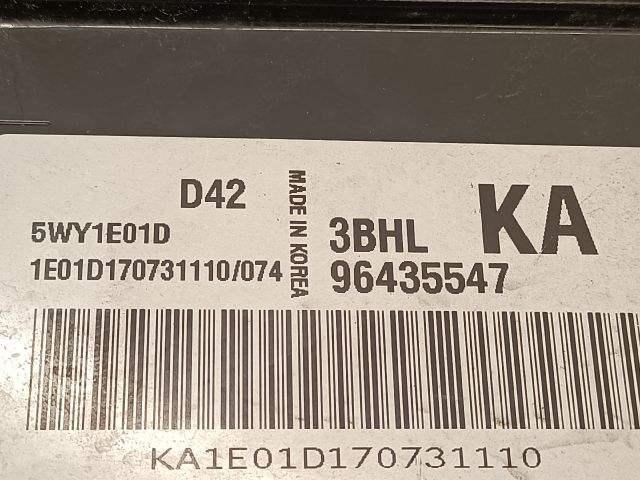 D42
5WY1E01D
1E01D170731110/074
MADE IN KOREA
3BHL KA
96435547
KA1E01D170731110